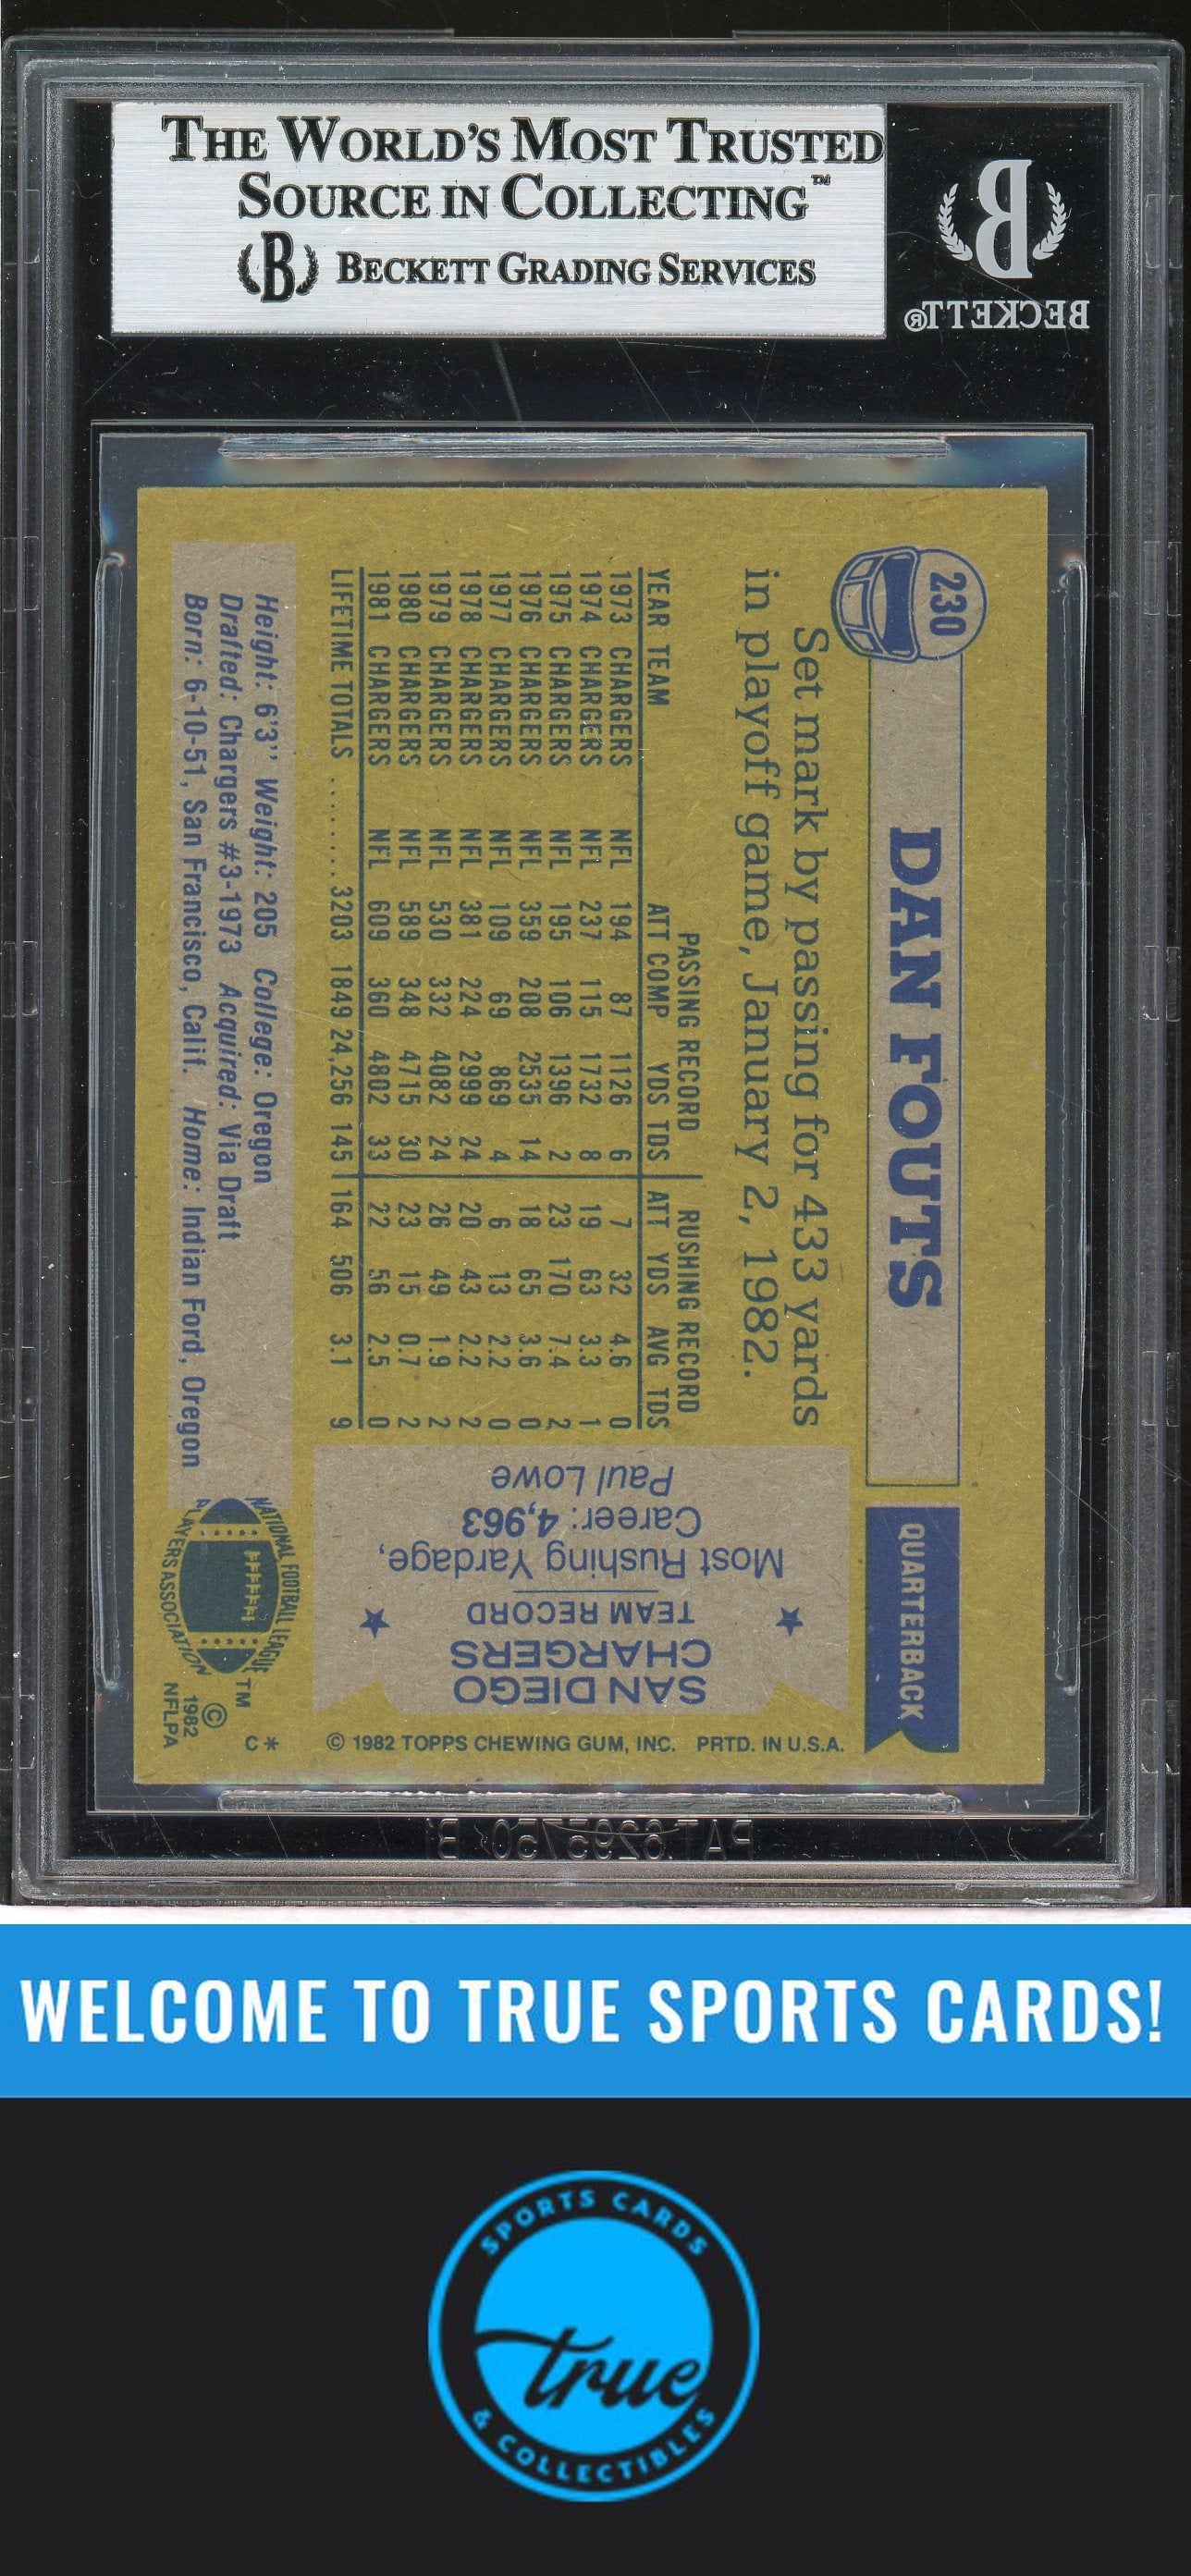 THE WORLD'S MOST TRUSTED
SOURCE IN COLLECTING™
B BECKETT GRADING SERVICES
B
BECKETT®
230
DAN FOUTS
QUARTERBACK
Set mark by passing for 433 yards
in playoff game, January 2, 1982.
PASSING RECORD RUSHING RECORD
YEAR TEAM ATT COMP YDS TDS ATT YDS AVG TDS
1973 CHARGERS NFL 194 87 1126 6 7 32 4.6 0
1974 CHARGERS NFL 237 115 1732 8 19 63 3.3 1
1975 CHARGERS NFL 195 106 1396 2 23 170 7.4 2
1976 CHARGERS NFL 359 208 2535 14 18 65 3.6 0
1977 CHARGERS NFL 109 69 869 4 6 13 2.2 0
1978 CHARGERS NFL 381 224 2999 24 20 43 2.2 2
1979 CHARGERS NFL 530 332 4082 24 26 49 1.9 2
1980 CHARGERS NFL 589 348 4715 30 23 15 0.7 2
1981 CHARGERS NFL 609 360 4802 33 22 56 2.5 0
LIFETIME TOTALS ........ 3203 1849 24,256 145 164 506 3.1 9
Height: 6'3" Weight: 205 College: Oregon
Drafted: Chargers #3-1973 Acquired: Via Draft
Born: 6-10-51, San Francisco, Calif. Home: Indian Ford, Oregon
SAN DIEGO
CHARGERS
TEAM RECORD
Most Rushing Yardage,
Career: 4,963
Paul Lowe
NATIONAL FOOTBALL LEAGUE
PLAYERS ASSOCIATION
TM
©
1982
NFLPA
C*
© 1982 TOPPS CHEWING GUM, INC. PRTD. IN U.S.A.
PAT.6295750 B1
WELCOME TO TRUE SPORTS CARDS!
SPORTS CARDS
true
& COLLECTIBLES